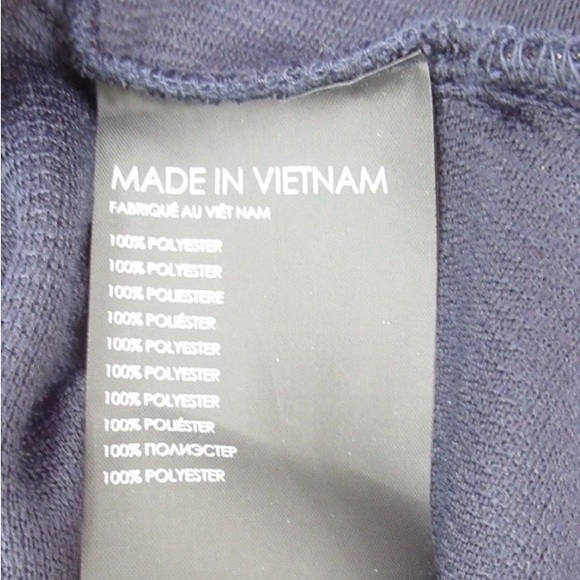 MADE IN VIETNAM
FABRIQUÉ AU VIÊT NAM
100% POLYESTER
100% POLYESTER
100% POLIESTERE
100% POLIÉSTER
100% POLYESTER
100% POLYESTER
100% POLYESTER
100% POLIÉSTER
100% ПОЛИЭСТЕР
100% POLYESTER